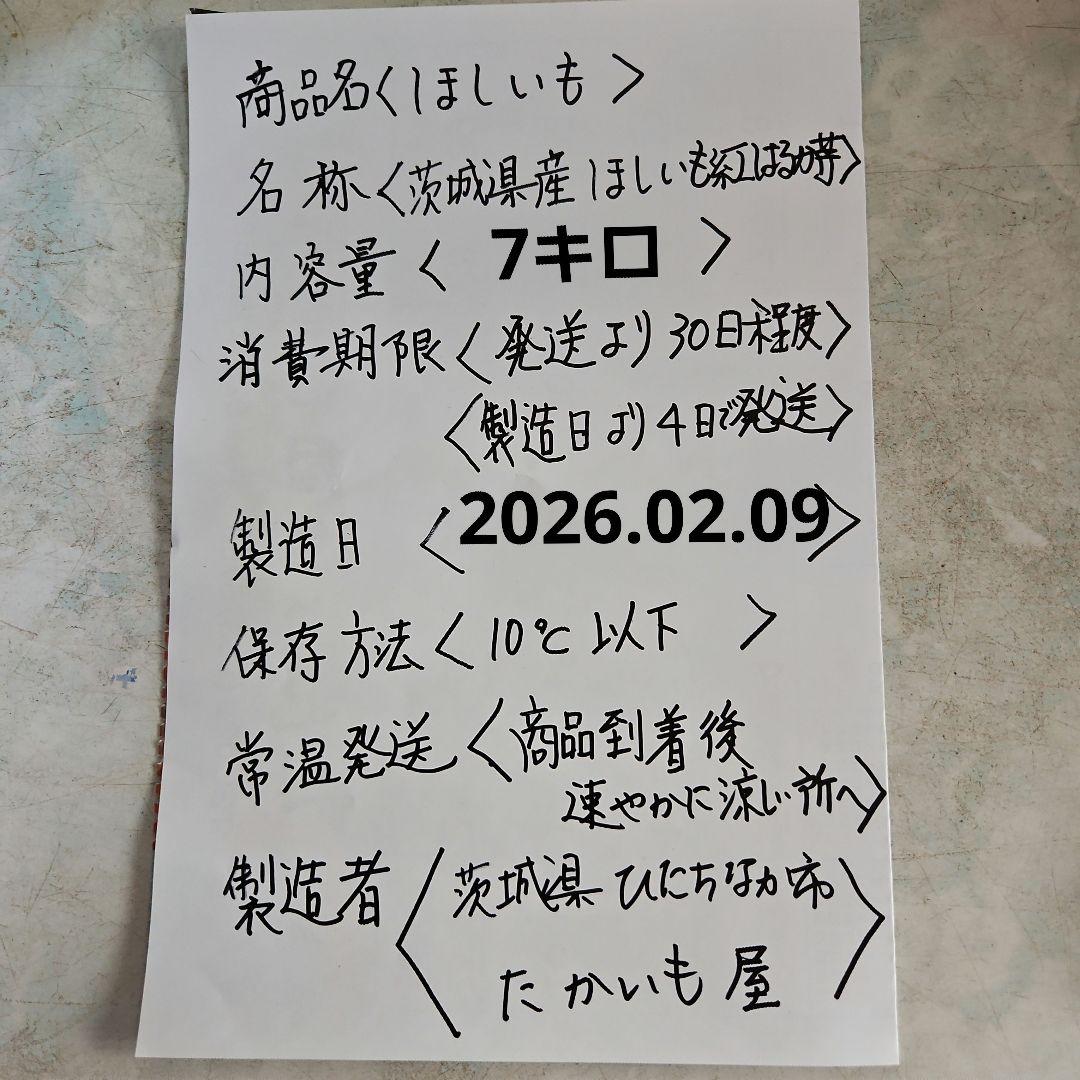 商品名〈ほしいも〉
名称〈茨城県産ほしいも紅はるか芋〉
内容量〈7キロ〉
消費期限〈発送より30日程度〉
〈製造日より4日で発送〉
製造日〈2026.02.09〉
保存方法〈10℃以下〉
常温発送〈商品到着後
速やかに涼しい所へ〉
製造者〈茨城県ひたちなか市
たかいも屋〉